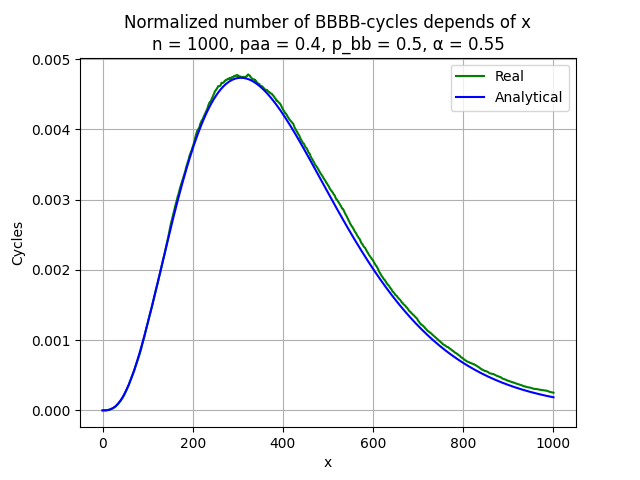 Normalized number of BBBB-cycles depends of x
n = 1000, paa = 0.4, p_bb = 0.5, α = 0.55
Real
Analytical
0.005
0.004
0.003
0.002
0.001
0.000
Cycles
0 200 400 600 800 1000
x